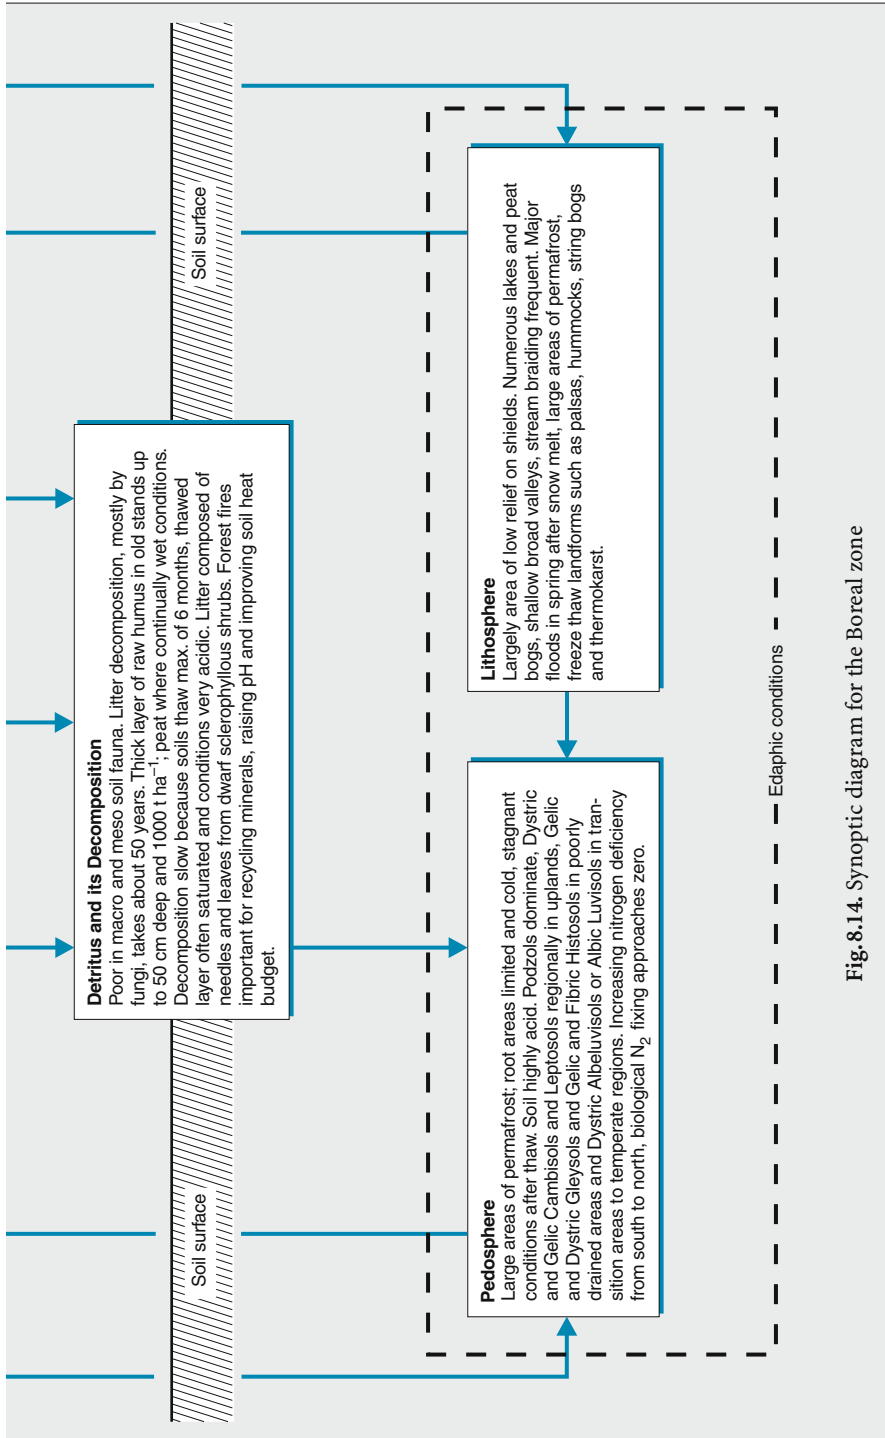 Soil surface
Soil surface
Detritus and its Decomposition
Poor in macro and meso soil fauna. Litter decomposition, mostly by
fungi, takes about 50 years. Thick layer of raw humus in old stands up
to 50 cm deep and 1000 t ha⁻¹; peat where continually wet conditions.
Decomposition slow because soils thaw max. of 6 months, thawed
layer often saturated and conditions very acidic. Litter composed of
needles and leaves from dwarf sclerophyllous shrubs. Forest fires
important for recycling minerals, raising pH and improving soil heat
budget.
Pedosphere
Large areas of permafrost; root areas limited and cold, stagnant
conditions after thaw. Soil highly acid. Podzols dominate, Dystric
and Gelic Cambisols and Leptosols regionally in uplands, Gelic
and Dystric Gleysols and Gelic and Fibric Histosols in poorly
drained areas and Dystric Albeluvisols or Albic Luvisols in tran-
sition areas to temperate regions. Increasing nitrogen deficiency
from south to north, biological N₂ fixing approaches zero.
Lithosphere
Largely area of low relief on shields. Numerous lakes and peat
bogs, shallow broad valleys, stream braiding frequent. Major
floods in spring after snow melt, large areas of permafrost,
freeze thaw landforms such as palsas, hummocks, string bogs
and thermokarst.
Edaphic conditions
Fig. 8.14. Synoptic diagram for the Boreal zone